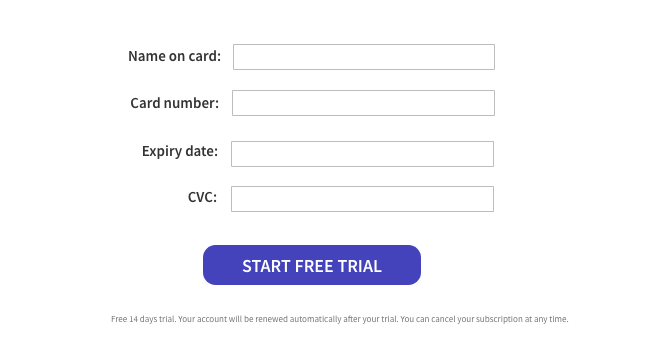 Name on card:
Card number:
Expiry date:
CVC:
START FREE TRIAL
Free 14 days trial. Your account will be renewed automatically after your trial. You can cancel your subscription at any time.